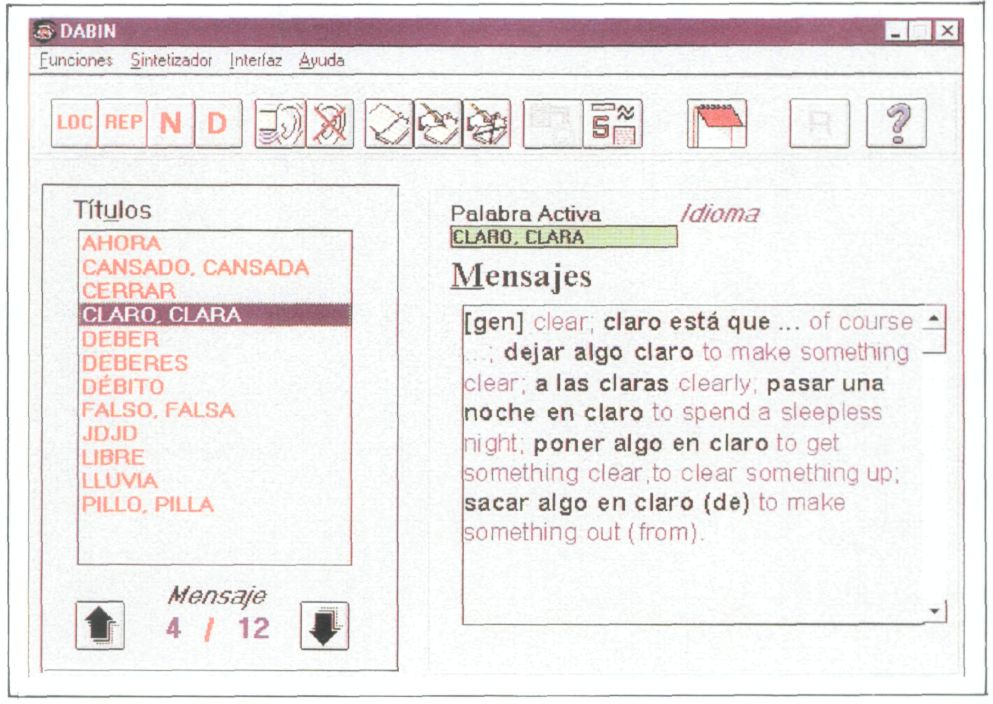 DABIN
Funciones Sintetizador Interfaz Ayuda
LOC REP N D
5
R
?
Títulos
AHORA
CANSADO, CANSADA
CERRAR
CLARO, CLARA
DEBER
DEBERES
DÉBITO
FALSO, FALSA
JDJD
LIBRE
LLUVIA
PILLO, PILLA
Mensaje
4 / 12
Palabra Activa Idioma
CLARO, CLARA
Mensajes
[gen] clear; claro está que ... of course
...; dejar algo claro to make something
clear; a las claras clearly; pasar una
noche en claro to spend a sleepless
night; poner algo en claro to get
something clear,to clear something up;
sacar algo en claro (de) to make
something out (from).